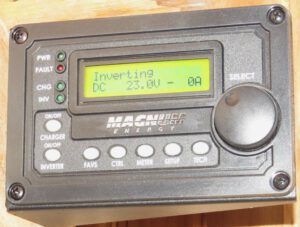 PWR
FAULT
CHG
INV
Inverting
DC 23.0V - 0A
SELECT
ON/OFF
CHARGER
ON/OFF
INVERTER
MAGNUM
ENERGY
FAVS
CTRL
METER
SETUP
TECH